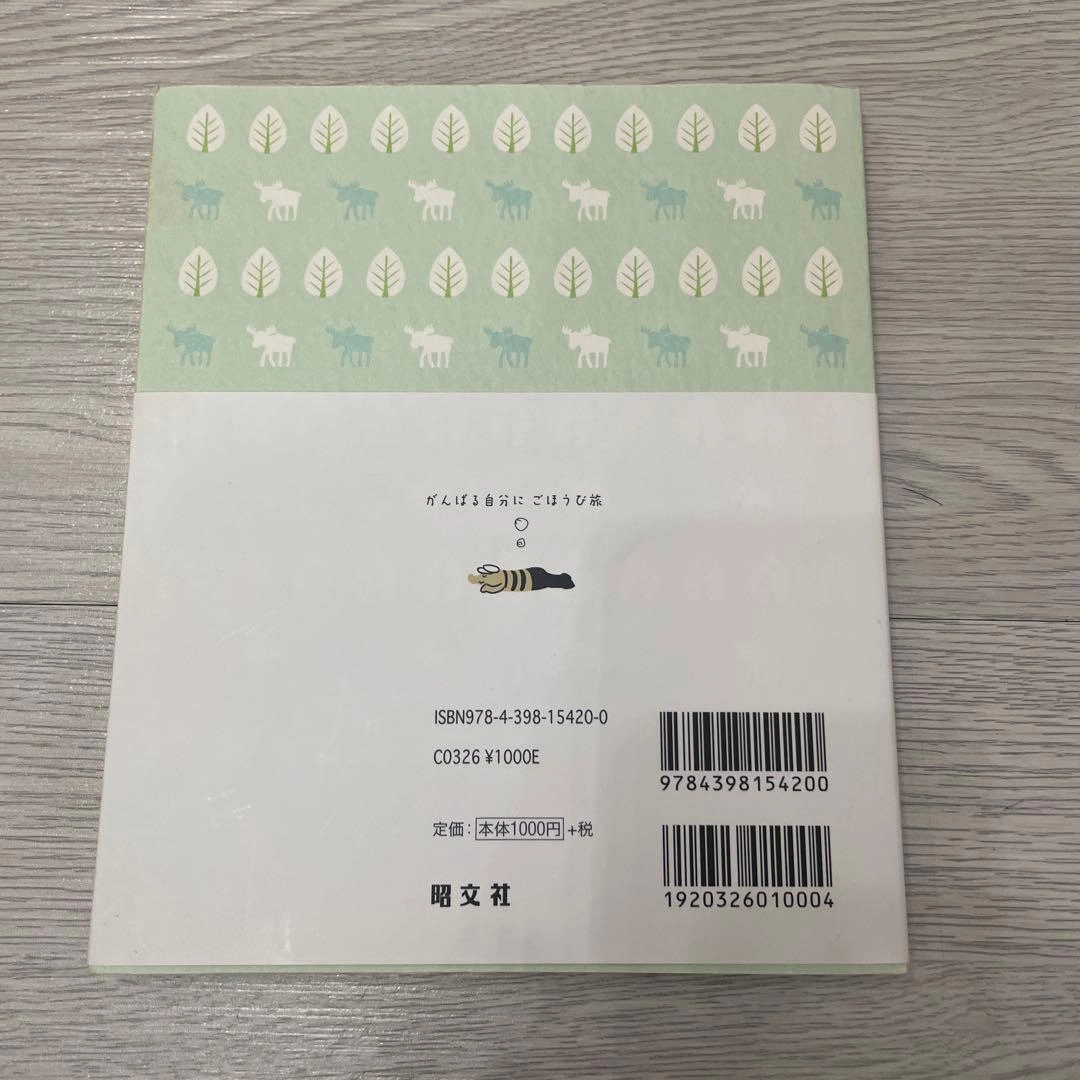 がんばる自分に ごほうび旅
ISBN978-4-398-15420-0
C0326 ¥1000E
9784398154200
定価：本体1000円+税
1920326010004
昭文社